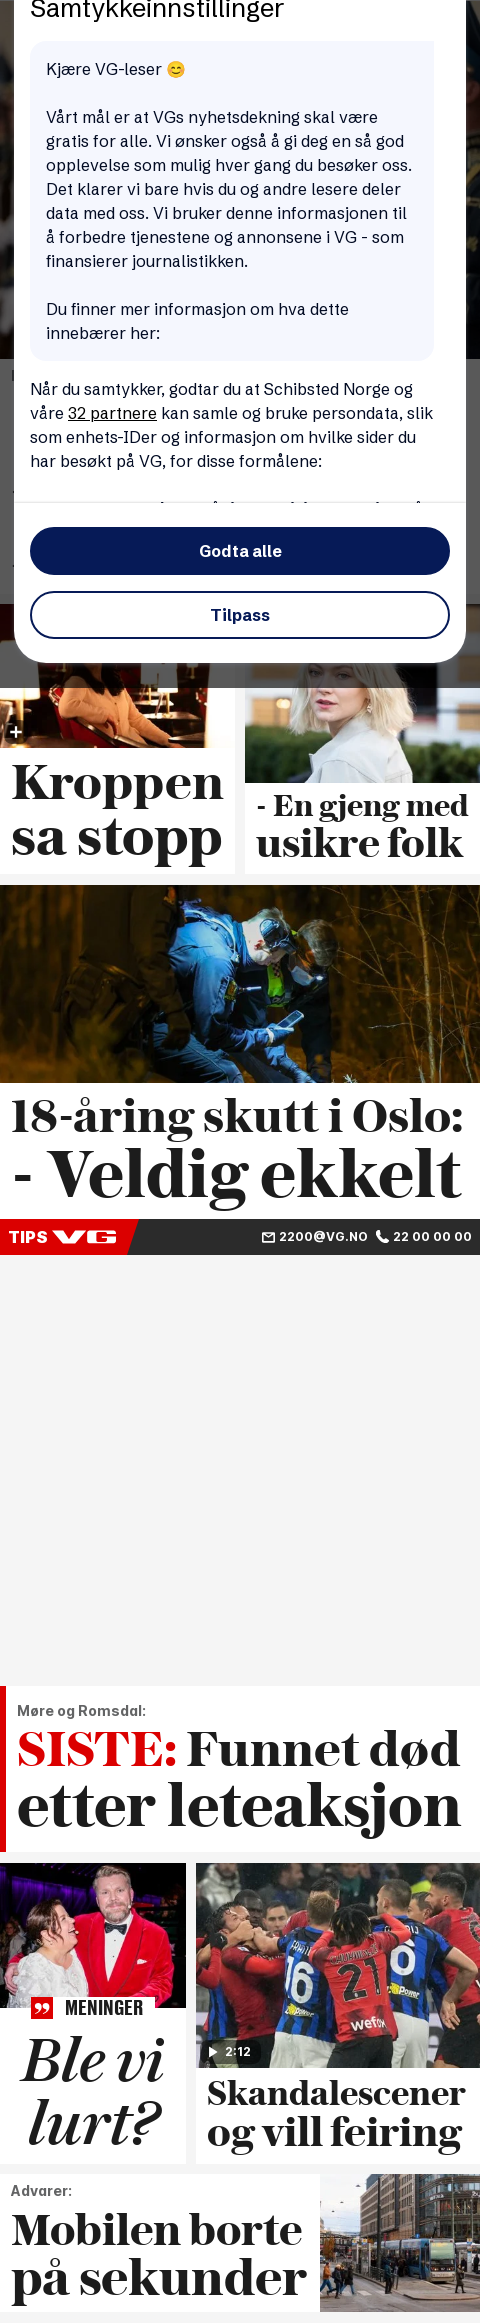 Samtykkeinnstillinger
Kjære VG-leser 😊
Vårt mål er at VGs nyhetsdekning skal være
gratis for alle. Vi ønsker også å gi deg en så god
opplevelse som mulig hver gang du besøker oss.
Det klarer vi bare hvis du og andre lesere deler
data med oss. Vi bruker denne informasjonen til
å forbedre tjenestene og annonsene i VG - som
finansierer journalistikken.
Du finner mer informasjon om hva dette
innebærer her:
Når du samtykker, godtar du at Schibsted Norge og
våre 32 partnere kan samle og bruke persondata, slik
som enhets-IDer og informasjon om hvilke sider du
har besøkt på VG, for disse formålene:
Godta alle
Tilpass
Kroppen
sa stopp
- En gjeng med
usikre folk
18-åring skutt i Oslo:
- Veldig ekkelt
TIPS VG
2200@VG.NO 22 00 00 00
Møre og Romsdal:
SISTE: Funnet død
etter leteaksjon
MENINGER
Ble vi
lurt?
16
21
wefox
2:12
Skandalescener
og vill feiring
Advarer:
Mobilen borte
på sekunder